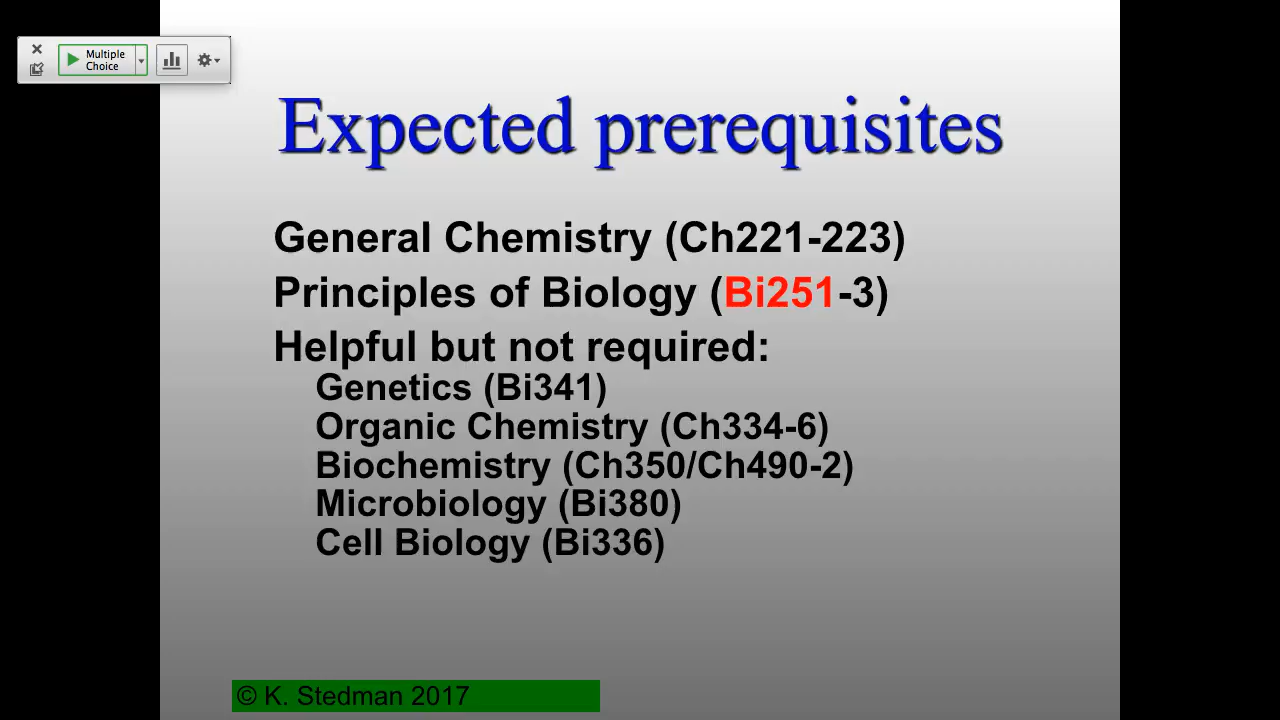 Multiple
Choice
Expected prerequisites
General Chemistry (Ch221-223)
Principles of Biology (Bi251-3)
Helpful but not required:
Genetics (Bi341)
Organic Chemistry (Ch334-6)
Biochemistry (Ch350/Ch490-2)
Microbiology (Bi380)
Cell Biology (Bi336)
© K. Stedman 2017